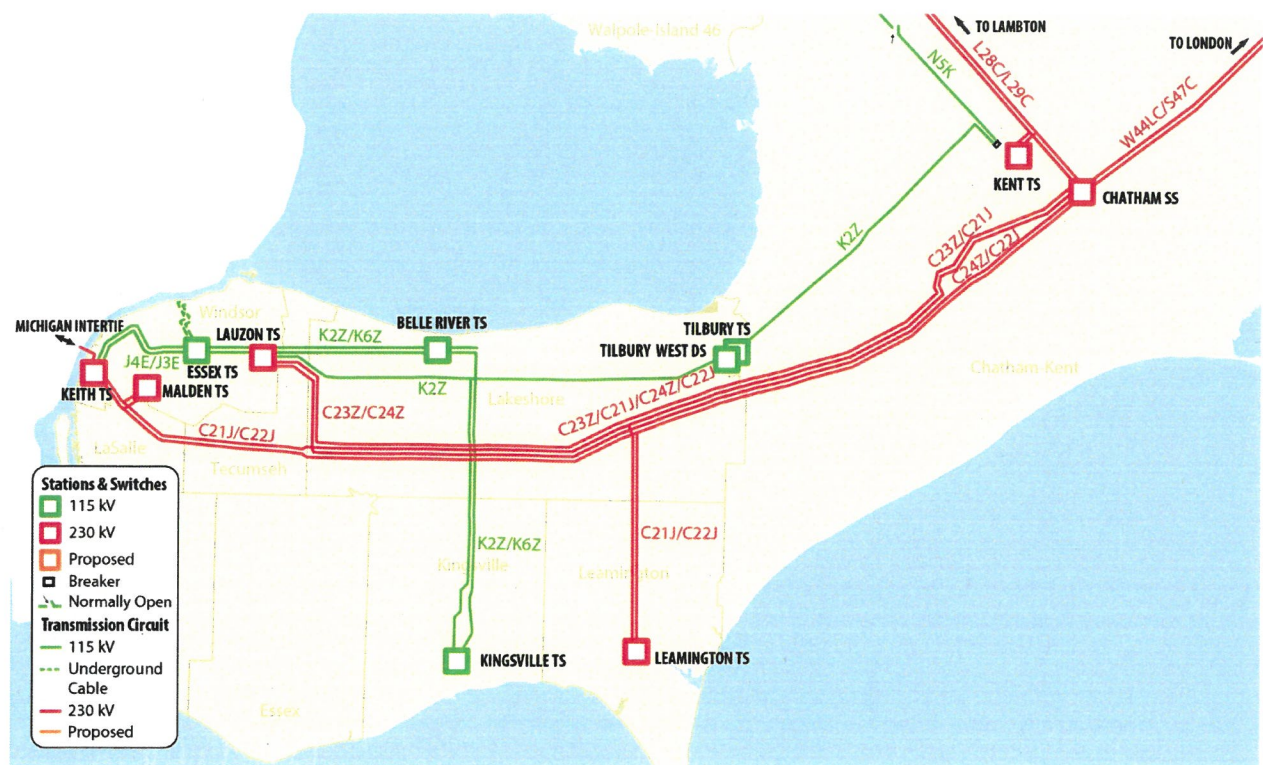 Walpole-Island 46
TO LAMBTON
TO LONDON
N5K
L28C/L29C
W44LC/S47C
KENT TS
CHATHAM SS
K2Z
C23Z/C21J
C24Z/C22J
Windsor
MICHIGAN INTERTIE
LAUZON TS
K2Z/K6Z
BELLE RIVER TS
TILBURY TS
TILBURY WEST DS
J4E/J3E
ESSEX TS
KEITH TS
MALDEN TS
K2Z
Lakeshore
Chatham Kent
C23Z/C24Z
C23Z/C21J/C24Z/C22J
C21J/C22J
LaSalle
Tecumseh
K2Z/K6Z
C21J/C22J
Kingsville
Leamington
KINGSVILLE TS
LEAMINGTON TS
Essex
Stations & Switches
115 kV
230 kV
Proposed
Breaker
Normally Open
Transmission Circuit
115 kV
Underground
Cable
230 kV
Proposed